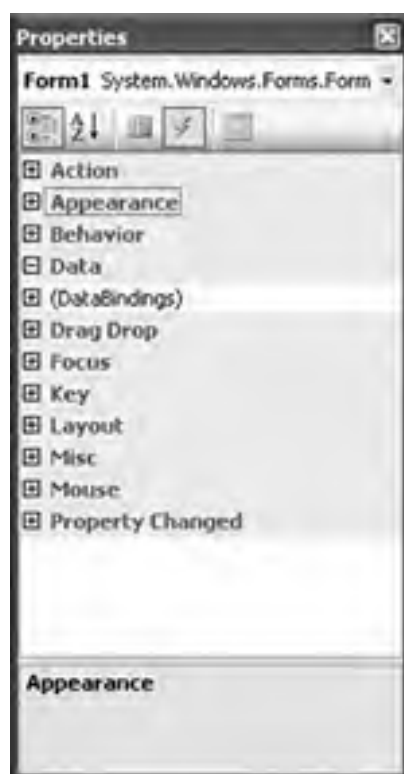 Properties
Form1 System.Windows.Forms.Form
Action
Appearance
Behavior
Data
(DataBindings)
Drag Drop
Focus
Key
Layout
Misc
Mouse
Property Changed
Appearance